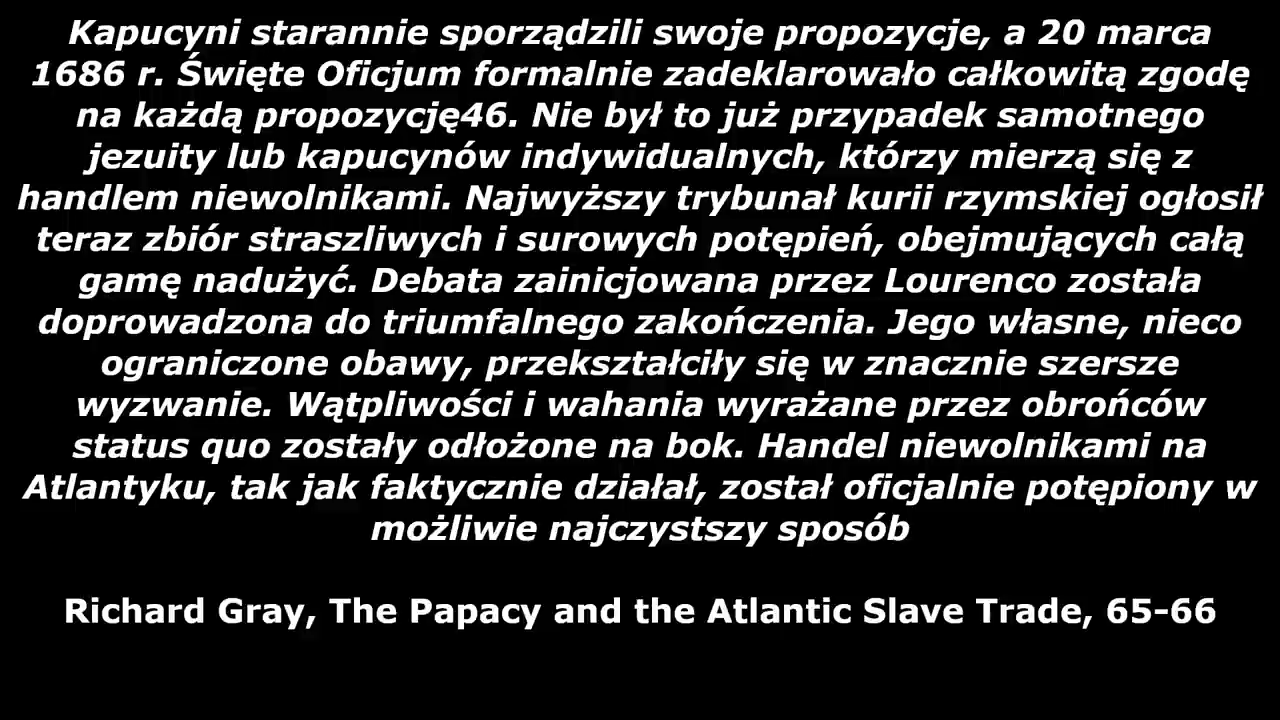 Kapucyni starannie sporządzili swoje propozycje, a 20 marca
1686 r. Święte Oficjum formalnie zadeklarowało całkowitą zgodę
na każdą propozycję46. Nie był to już przypadek samotnego
jezuity lub kapucynów indywidualnych, którzy mierzą się z
handlem niewolnikami. Najwyższy trybunał kurii rzymskiej ogłosił
teraz zbiór straszliwych i surowych potępień, obejmujących całą
gamę nadużyć. Debata zainicjowana przez Lourenco została
doprowadzona do triumfalnego zakończenia. Jego własne, nieco
ograniczone obawy, przekształciły się w znacznie szersze
wyzwanie. Wątpliwości i wahania wyrażane przez obrońców
status quo zostały odłożone na bok. Handel niewolnikami na
Atlantyku, tak jak faktycznie działał, został oficjalnie potępiony w
możliwie najczystszy sposób
Richard Gray, The Papacy and the Atlantic Slave Trade, 65-66